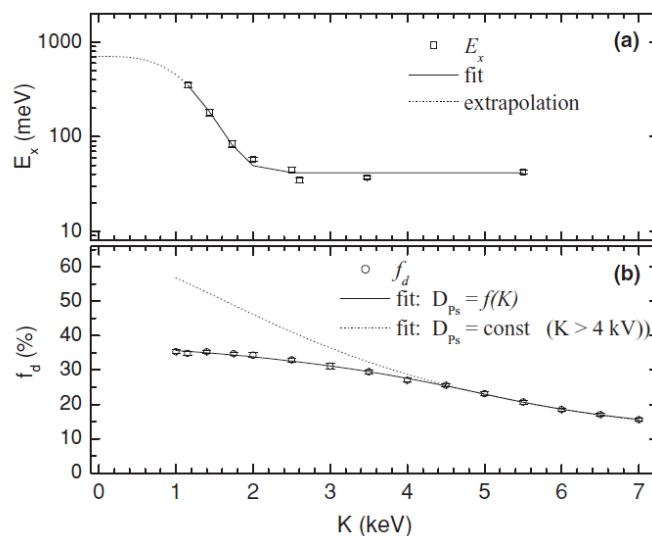 (a)
1000
E_x
fit
extrapolation
100
10
E_x (meV)
(b)
60
f_d
fit: D_Ps = f(K)
fit: D_Ps = const (K > 4 kV))
50
40
30
20
10
0
f_d (%)
0 1 2 3 4 5 6 7
K (keV)